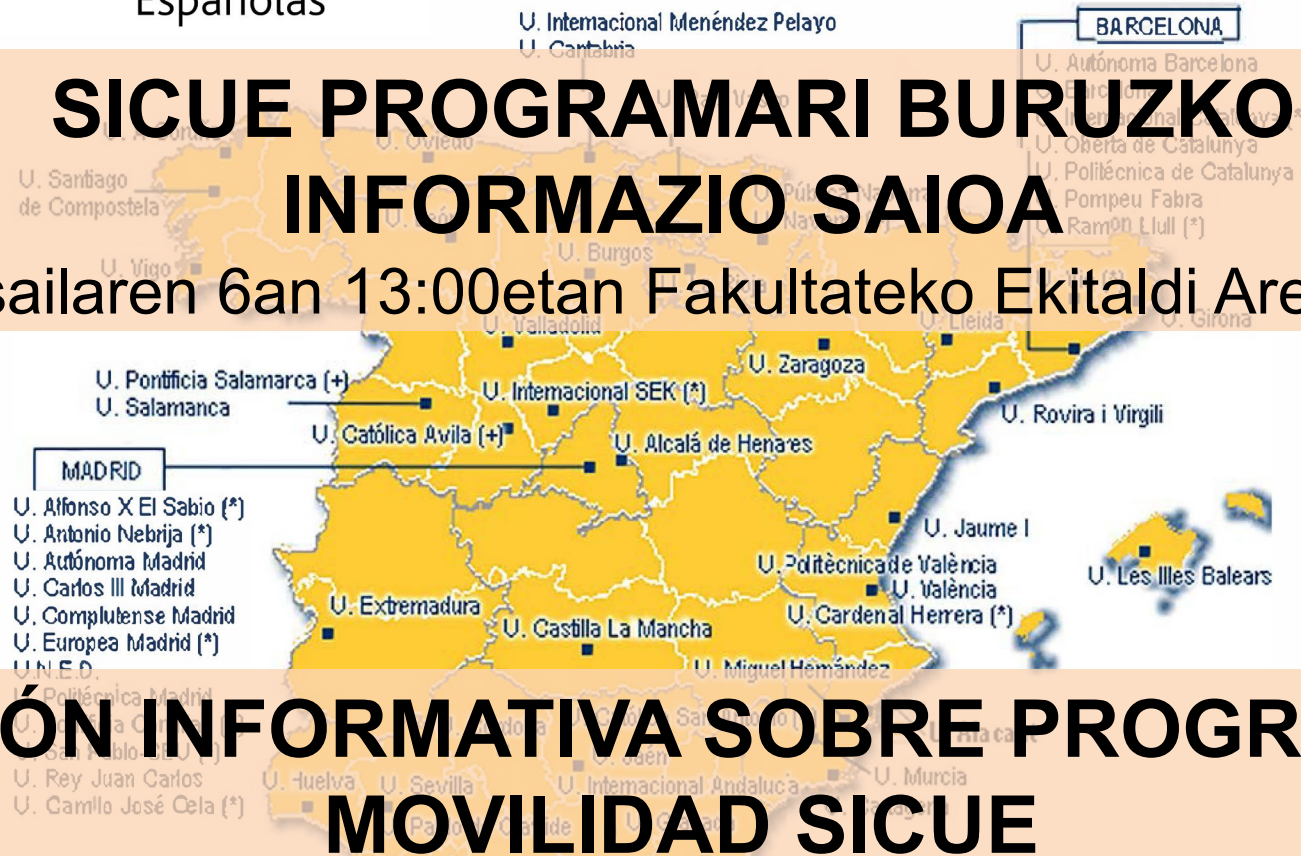 Españolas
U. Internacional Menéndez Pelayo
U. Cantabria
BARCELONA
U. Autónoma Barcelona
SICUE PROGRAMARI BURUZKO
U. Oviedo
U. Oberta de Catalunya
U. Santiago
de Compostela
U. Politécnica de Catalunya
Pompeu Fabra
Ramon Llull (*)
INFORMAZIO SAIOA
U. Burgos
U. Vigo
sailaren 6an 13:00etan Fakultateko Ekitaldi Are
U. Valladolid
U. Lleida
U. Girona
U. Zaragoza
U. Pontificia Salamarca (+)
U. Salamanca
U. Internacional SEK (*)
U. Rovira i Virgili
U. Católica Avila (+)
U. Alcalá de Henares
MADRID
U. Alfonso X El Sabio (*)
U. Antonio Nebrija (*)
U. Autónoma Madrid
U. Carlos III Madrid
U. Complutense Madrid
U. Europea Madrid (*)
U.N.E.D.
U. Jaume I
U. Politècnica de València
U. València
U. Cardenal Herrera (*)
U. Les Illes Balears
U. Extremadura
U. Castilla La Mancha
U. Miguel Hernández
Politécnica Madrid
ÓN INFORMATIVA SOBRE PROGR
U. Rey Juan Carlos
U. Camilo José Cela (*)
U. Huelva
U. Sevilla
U. Jaén
U. Internacional Andalucía
U. Murcia
MOVILIDAD SICUE